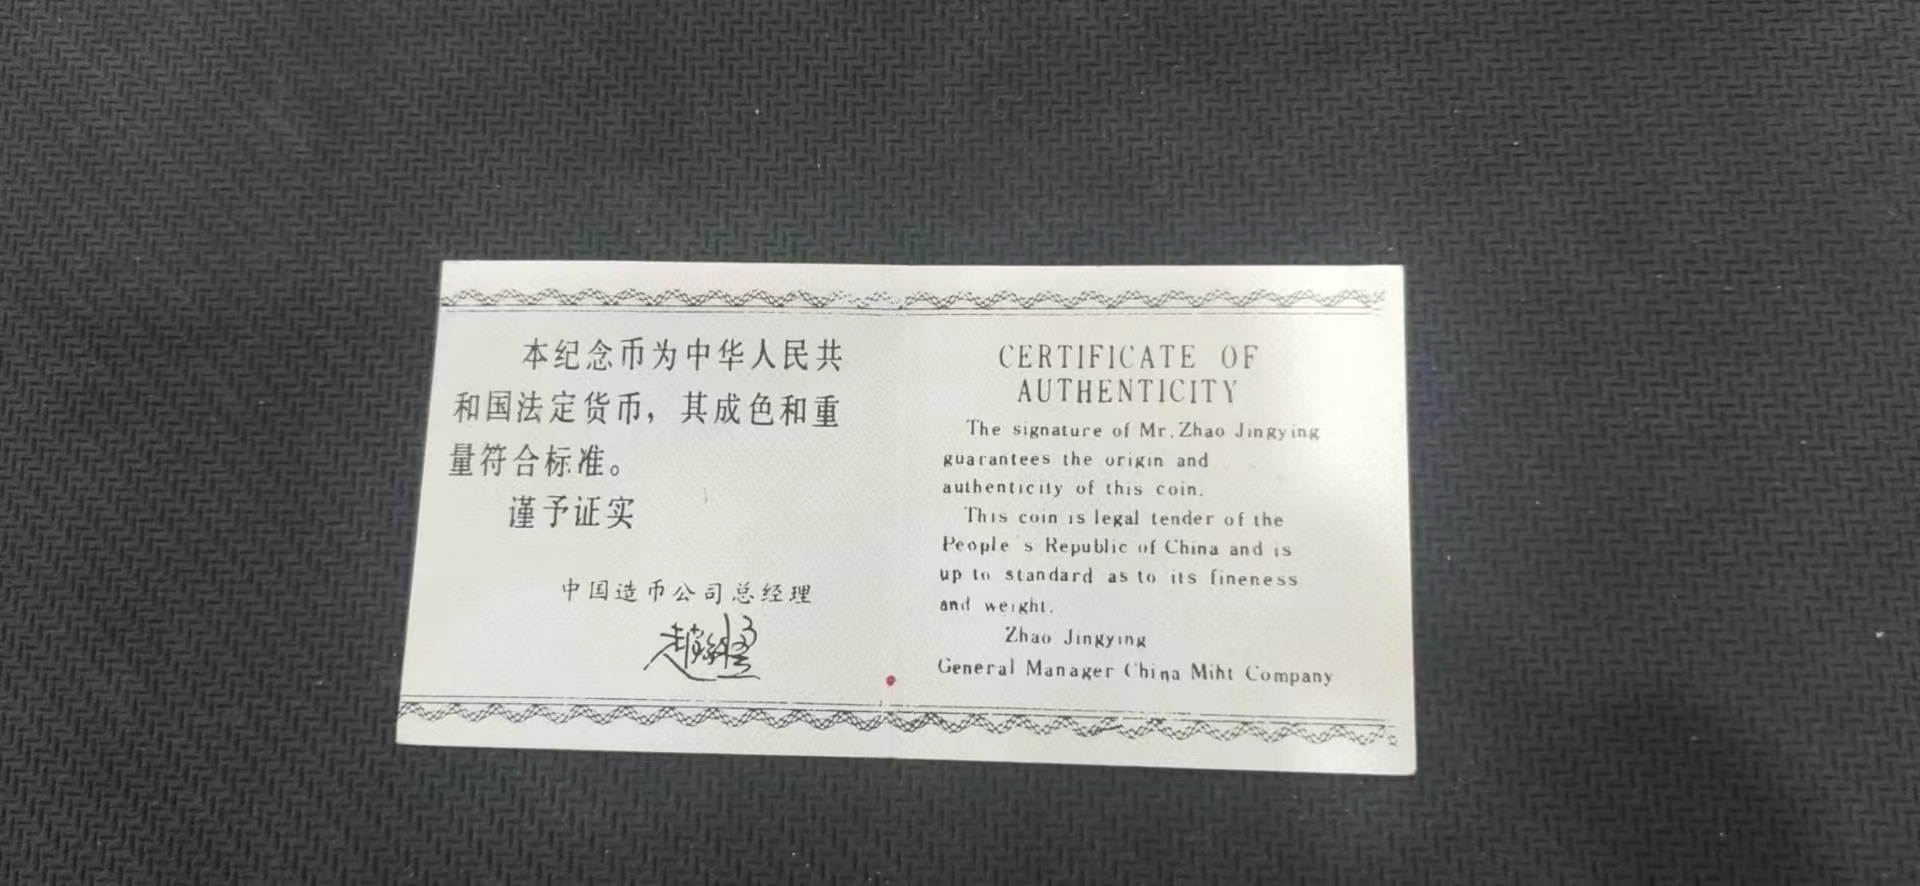 本纪念币为中华人民共
和国法定货币，其成色和重
量符合标准。
谨予证实
中国造币公司总经理
CERTIFICATE OF
AUTHENTICITY
The signature of Mr. Zhao Jingying
guarantees the origin and
authenticity of this coin.
This coin is legal tender of the
People s Republic of China and is
up to standard as to its fineness
and weight.
Zhao Jingying
General Manager China Miht Company